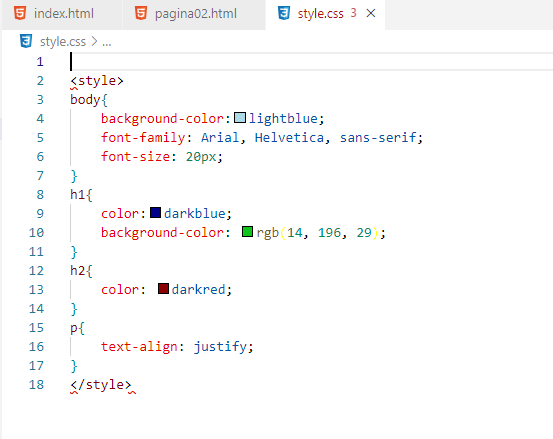 index.html pagina02.html style.css 3
style.css > ...
1
2 <style>
3 body{
4 background-color: lightblue;
5 font-family: Arial, Helvetica, sans-serif;
6 font-size: 20px;
7 }
8 h1{
9 color: darkblue;
10 background-color: rgb(14, 196, 29);
11 }
12 h2{
13 color: darkred;
14 }
15 p{
16 text-align: justify;
17 }
18 </style>